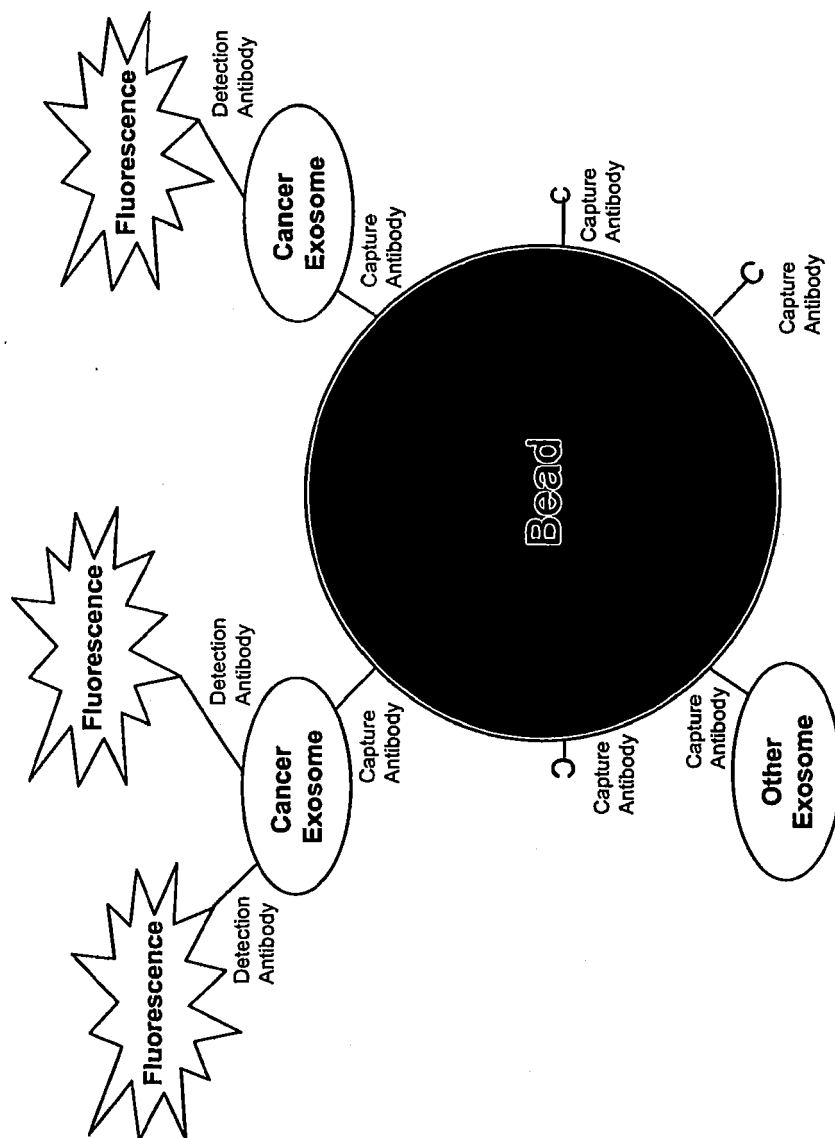 Fluorescence
Detection
Antibody
Cancer
Exosome
Capture
Antibody
C
Capture
Antibody
C
Capture
Antibody
Fluorescence
Detection
Antibody
Bead
Fluorescence
Detection
Antibody
Cancer
Exosome
Capture
Antibody
C
Capture
Antibody
Capture
Antibody
Other
Exosome